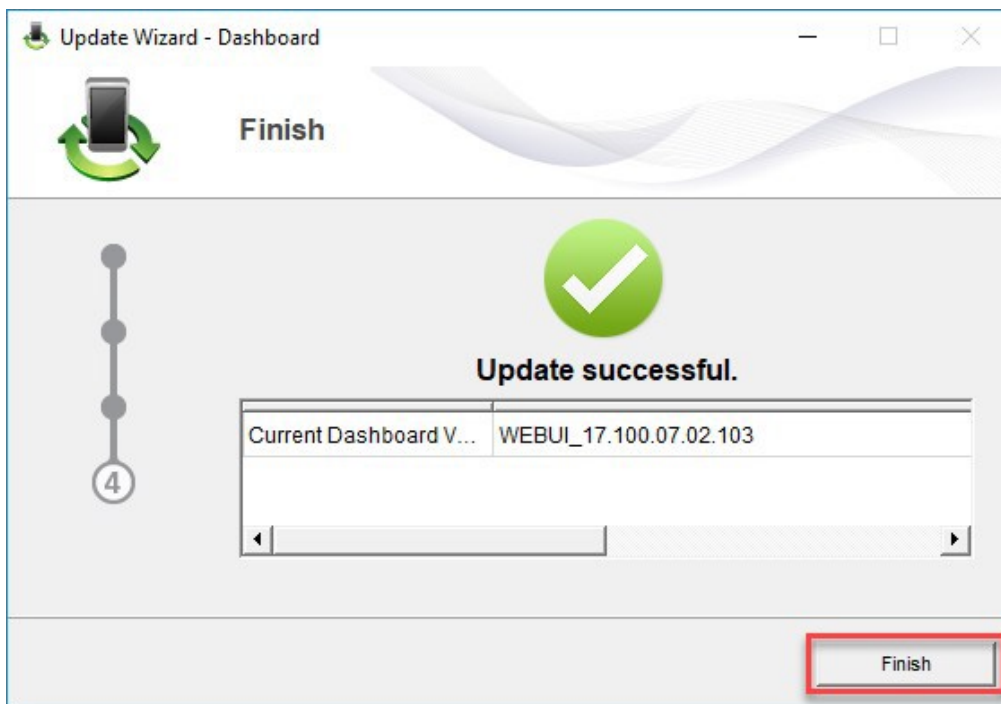 Update Wizard - Dashboard
Finish
Update successful.
Current Dashboard V... WEBUI_17.100.07.02.103
4
Finish